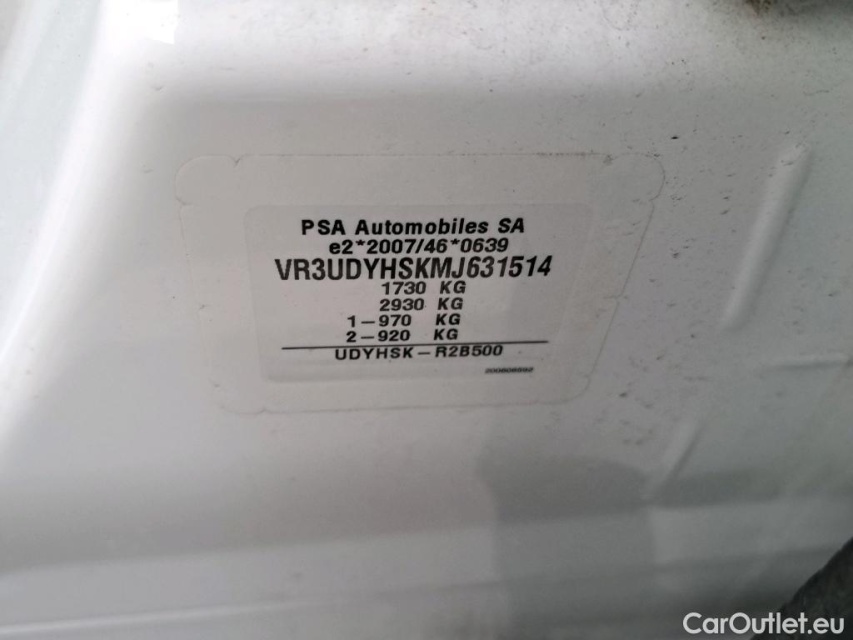 PSA Automobiles SA
e2*2007/46*0639
VR3UDYHSKMJ631514
1730 KG
2930 KG
1-970 KG
2-920 KG
UDYHSK-R2B500
CarOutlet.eu